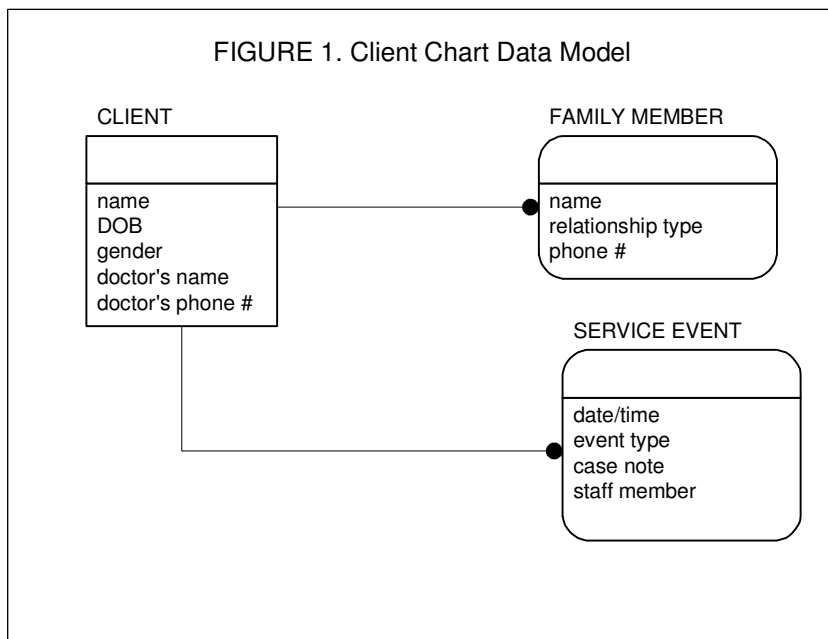 FIGURE 1. Client Chart Data Model
CLIENT
name
DOB
gender
doctor's name
doctor's phone #
FAMILY MEMBER
name
relationship type
phone #
SERVICE EVENT
date/time
event type
case note
staff member